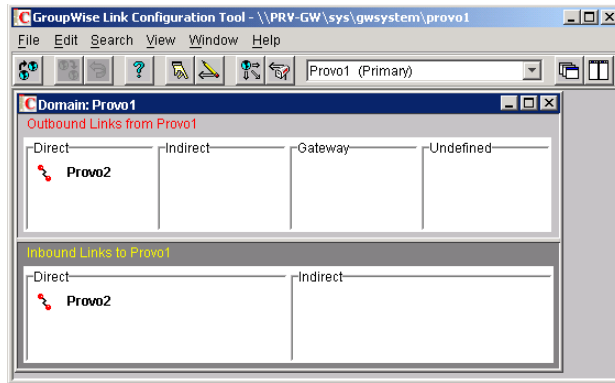 GroupWise Link Configuration Tool - \\PRV-GW\sys\gwsystem\provo1
File Edit Search View Window Help
Provo1 (Primary)
Domain: Provo1
Outbound Links from Provo1
Direct Indirect Gateway Undefined
Provo2
Inbound Links to Provo1
Direct Indirect
Provo2